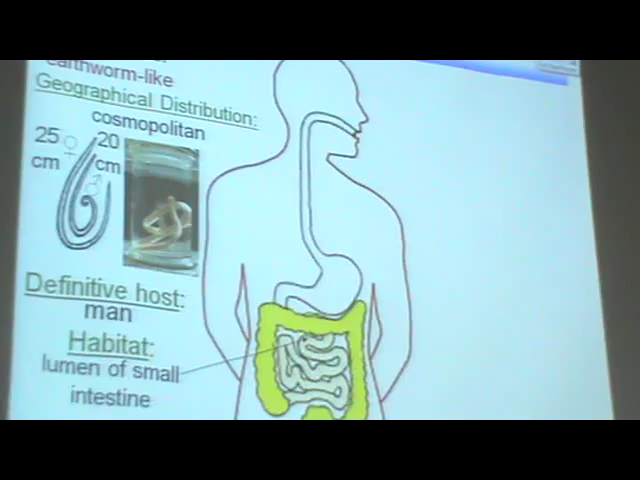 earthworm-like
Geographical Distribution:
cosmopolitan
25 ♀ 20
cm cm
♂
Definitive host:
man
Habitat:
lumen of small
intestine